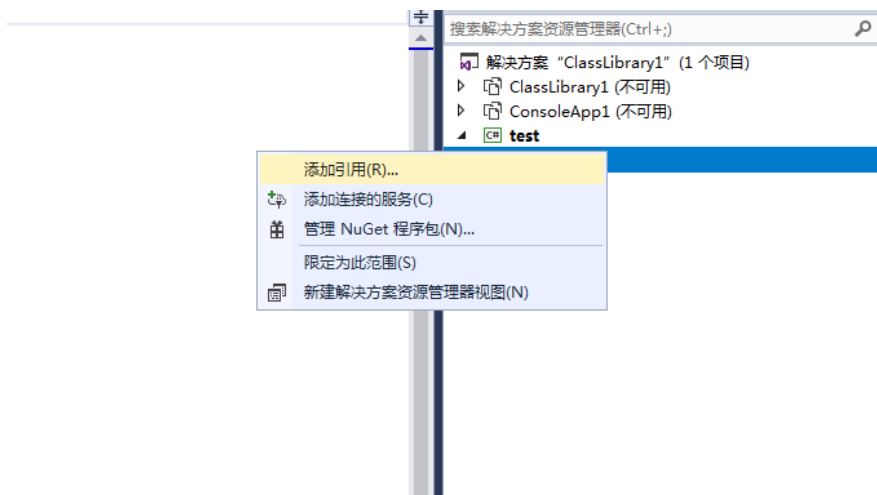 搜索解决方案资源管理器(Ctrl+;)
解决方案 "ClassLibrary1" (1 个项目)
ClassLibrary1 (不可用)
ConsoleApp1 (不可用)
C# test
添加引用(R)...
添加连接的服务(C)
管理 NuGet 程序包(N)...
限定为此范围(S)
新建解决方案资源管理器视图(N)